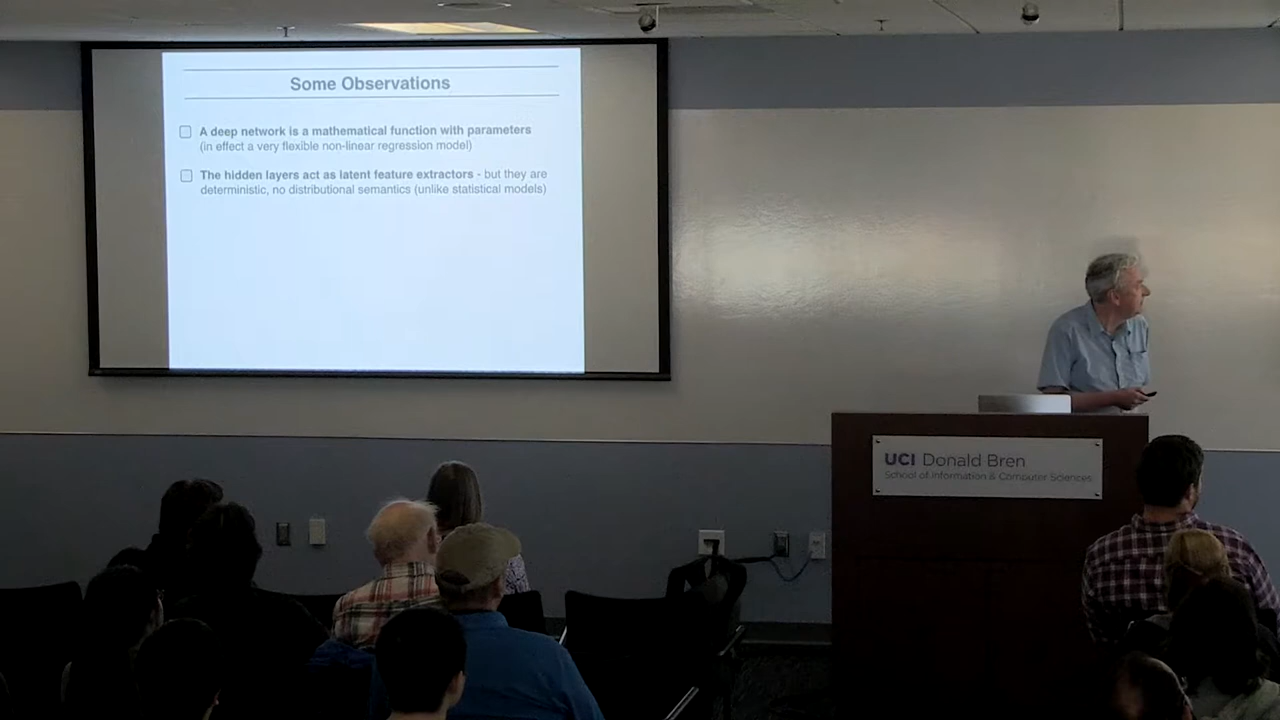 Some Observations
A deep network is a mathematical function with parameters
(in effect a very flexible non-linear regression model)
The hidden layers act as latent feature extractors - but they are
deterministic, no distributional semantics (unlike statistical models)
UCI Donald Bren
School of Information & Computer Sciences